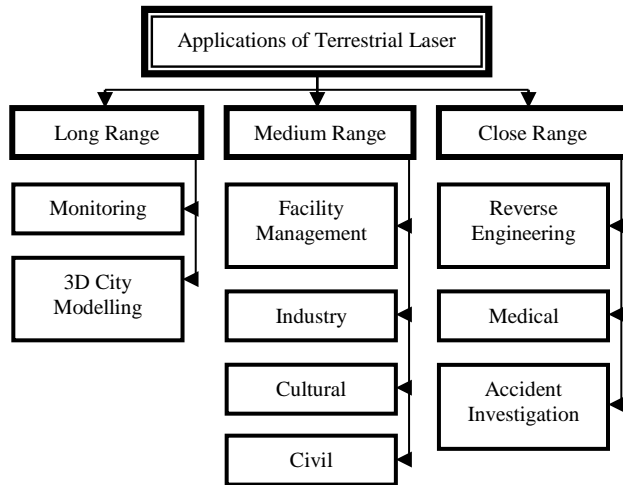 Applications of Terrestrial Laser
Long Range
Medium Range
Close Range
Monitoring
3D City
Modelling
Facility
Management
Industry
Cultural
Civil
Reverse
Engineering
Medical
Accident
Investigation